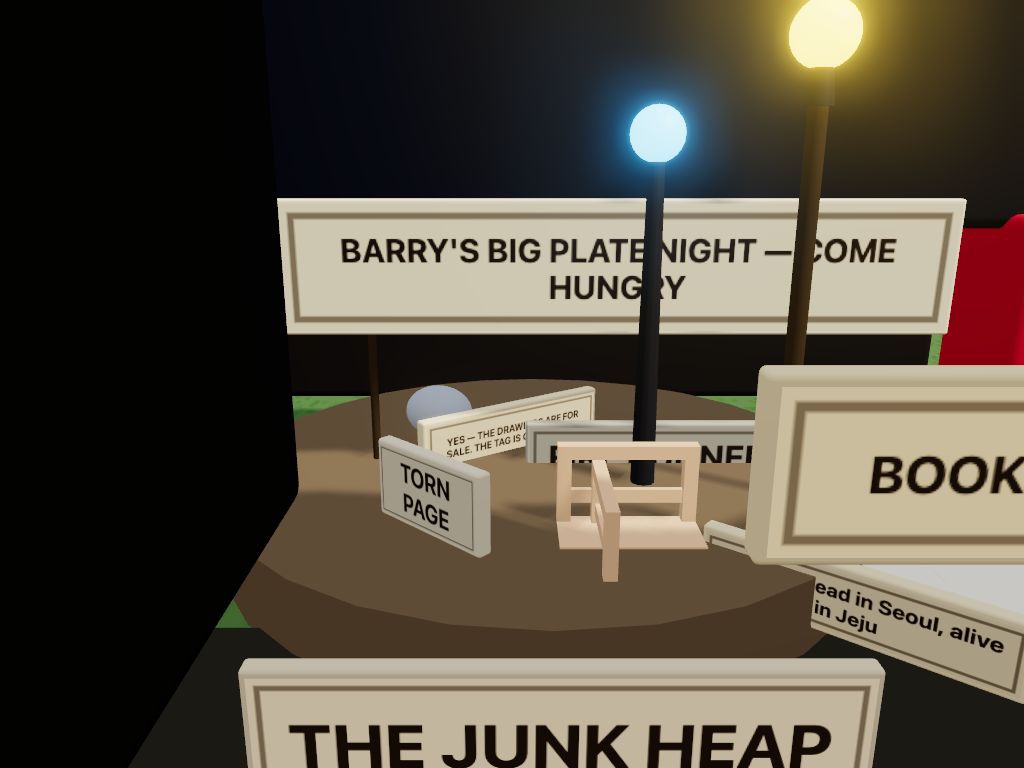 BARRY'S BIG PLATE NIGHT — COME
HUNGRY
YES — THE DRAWINGS ARE FOR
SALE. THE TAG IS
TORN
PAGE
BOOK
ead in Seoul, alive
in Jeju
THE JUNK HEAP